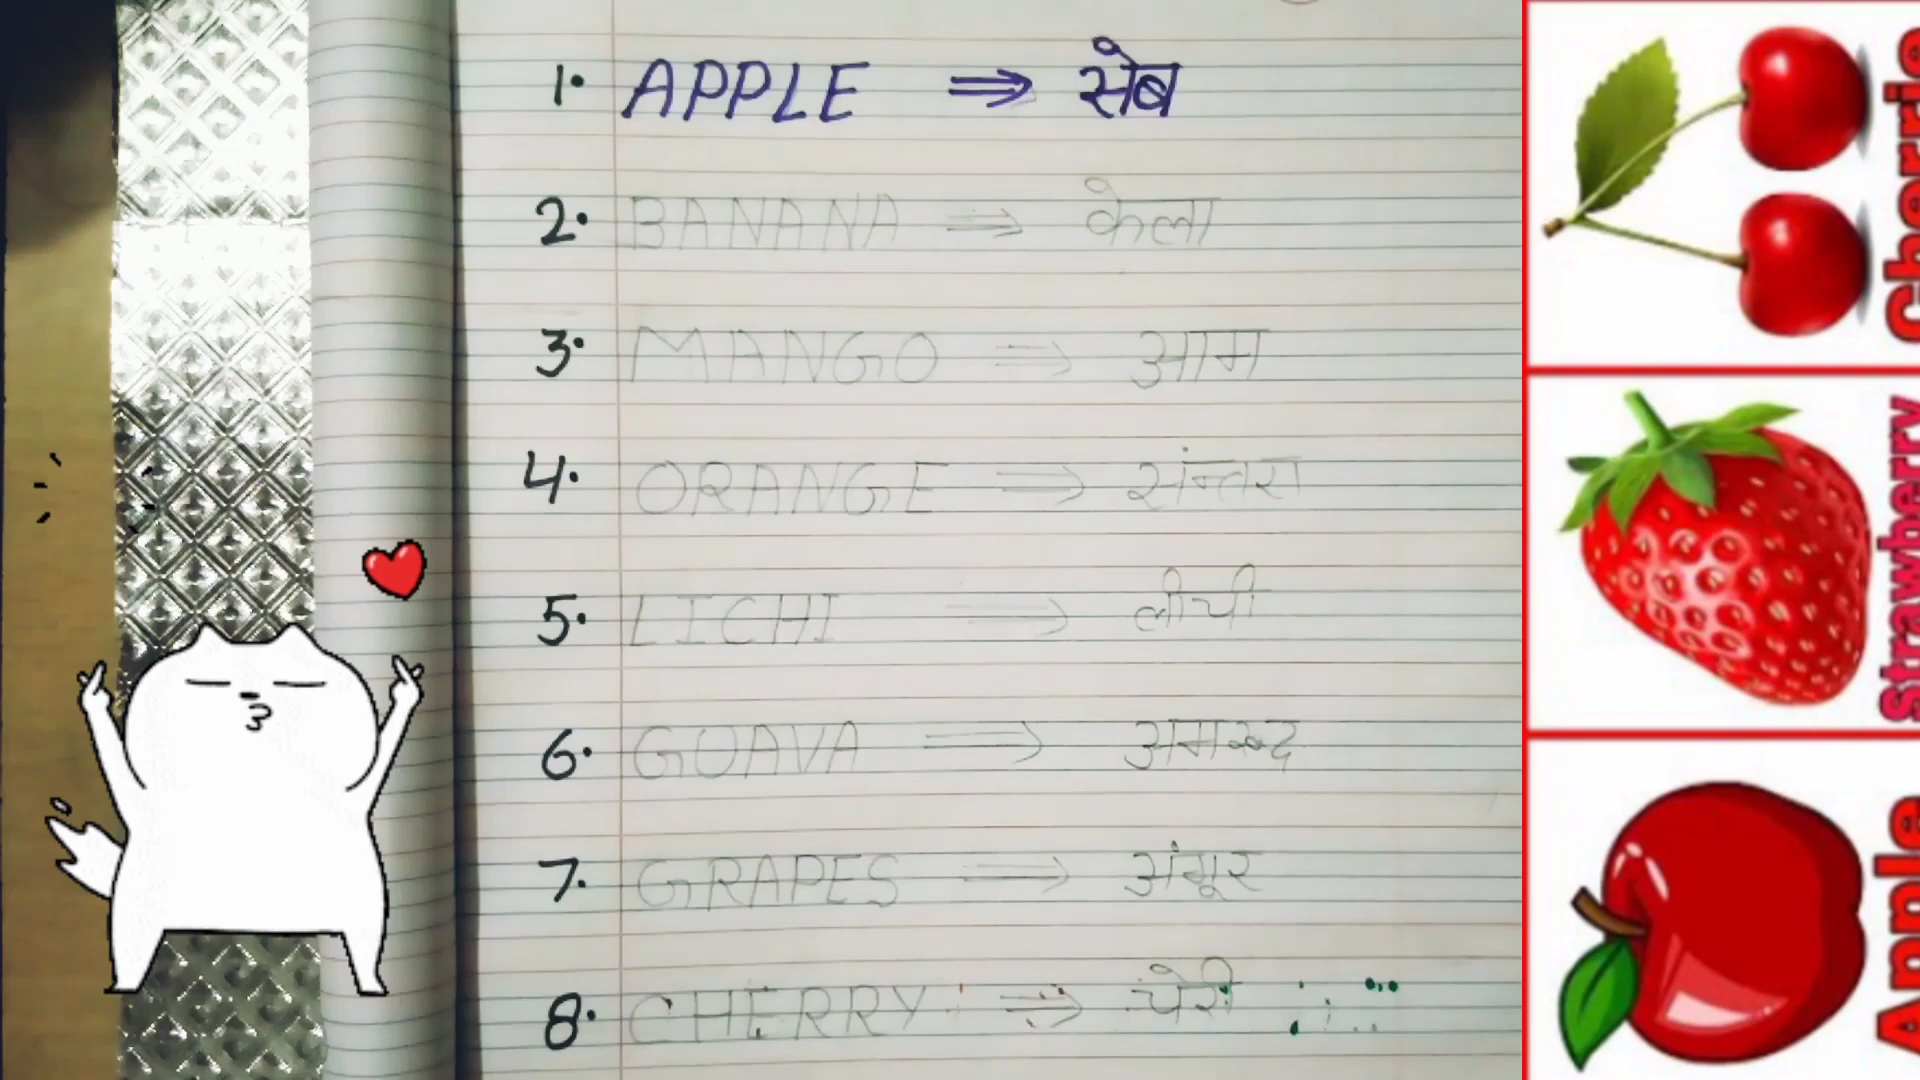 1. APPLE ⇒ सेब
2. BANANA ⇒ केला
3. MANGO ⇒ आम
4. ORANGE ⇒ संन्तरा
5. LICHI ⇒ लीची
6. GUAVA ⇒ अमरूद
7. GRAPES ⇒ अंगूर
8. CHERRY ⇒ चेरी
Cherrie
Strawberry
Apple